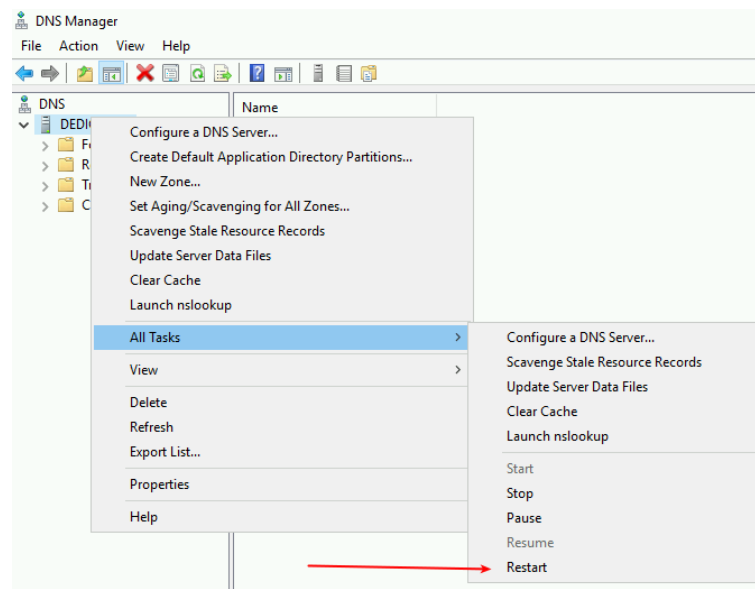 DNS Manager
File Action View Help
DNS
Name
Configure a DNS Server...
Create Default Application Directory Partitions...
New Zone...
Set Aging/Scavenging for All Zones...
Scavenge Stale Resource Records
Update Server Data Files
Clear Cache
Launch nslookup
All Tasks
View
Delete
Refresh
Export List...
Properties
Help
Configure a DNS Server...
Scavenge Stale Resource Records
Update Server Data Files
Clear Cache
Launch nslookup
Start
Stop
Pause
Resume
Restart